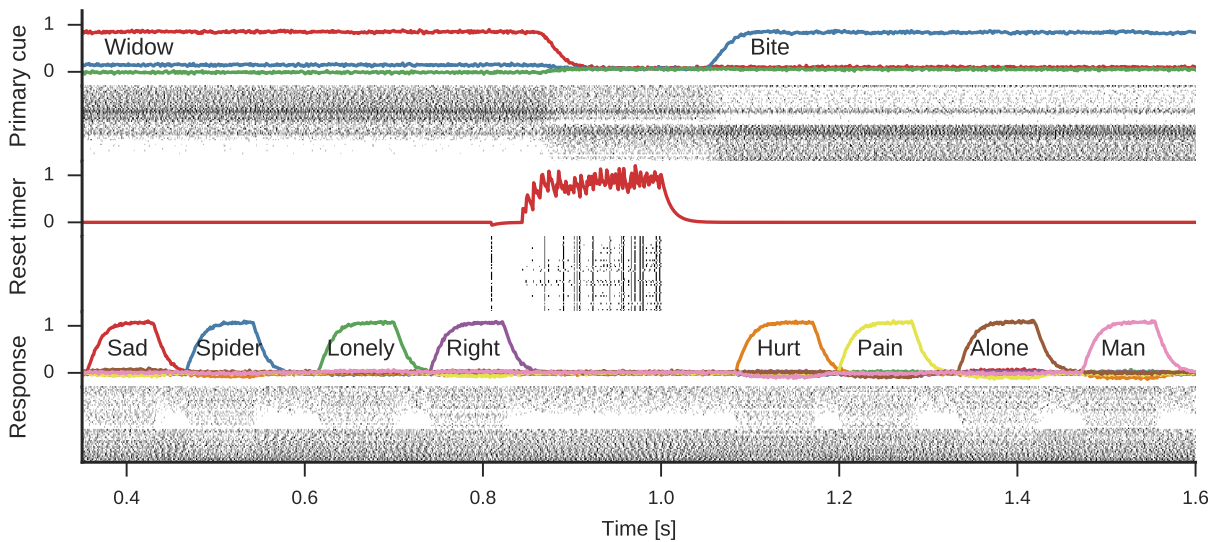 Primary cue
1
0
Widow
Bite
Reset timer
1
0
Response
1
0
Sad
Spider
Lonely
Right
Hurt
Pain
Alone
Man
0.4 0.6 0.8 1.0 1.2 1.4 1.6
Time [s]